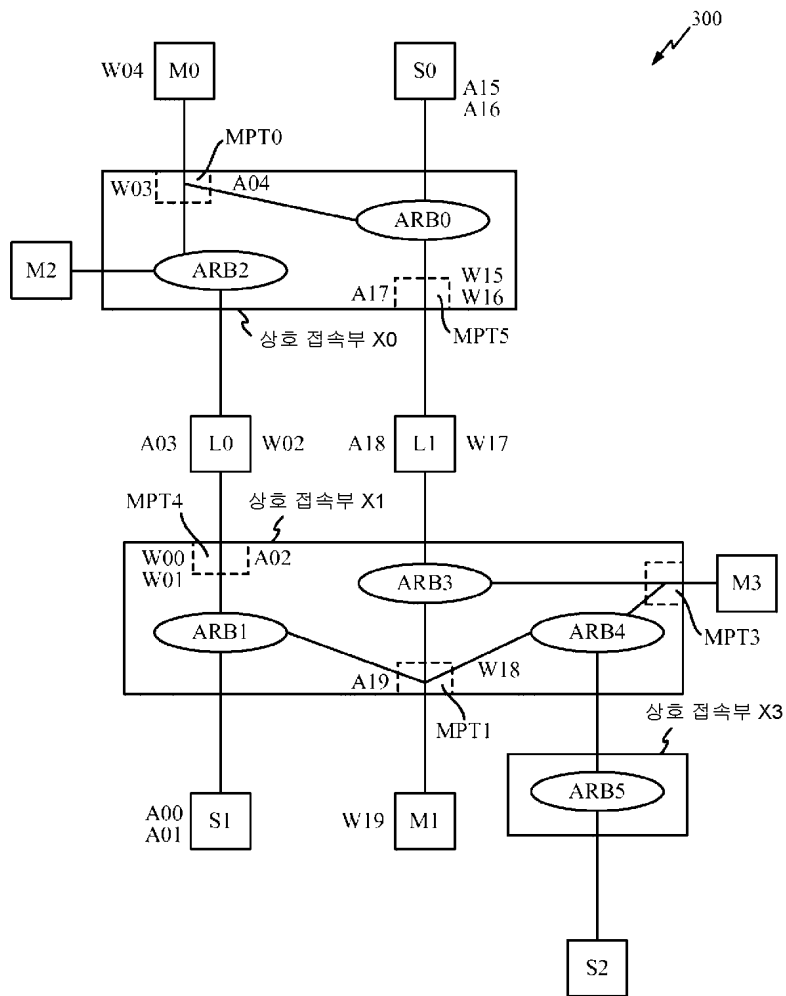 300
W04
M0
S0
A15
A16
MPT0
W03
A04
ARB0
M2
ARB2
A17
W15
W16
상호 접속부 X0
MPT5
A03
L0
W02
A18
L1
W17
MPT4
상호 접속부 X1
W00
W01
A02
ARB3
M3
ARB1
ARB4
MPT3
A19
W18
MPT1
상호 접속부 X3
A00
A01
S1
W19
M1
ARB5
S2